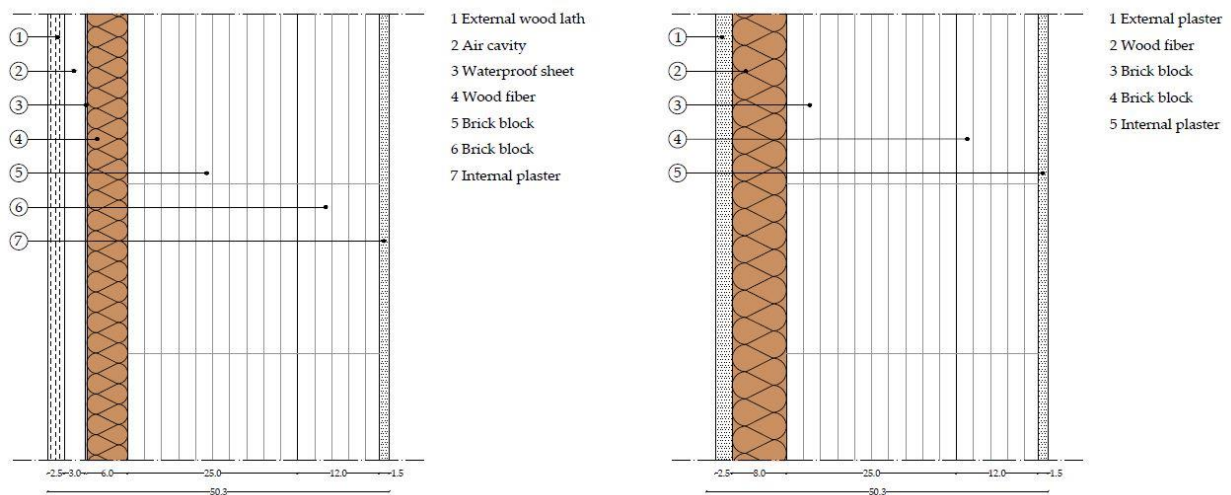 1 External wood lath
2 Air cavity
3 Waterproof sheet
4 Wood fiber
5 Brick block
6 Brick block
7 Internal plaster
1
2
3
4
5
6
7
2.5 3.0 6.0 25.0 12.0 1.5
50.3
1 External plaster
2 Wood fiber
3 Brick block
4 Brick block
5 Internal plaster
1
2
3
4
5
2.5 8.0 25.0 12.0 1.5
50.3